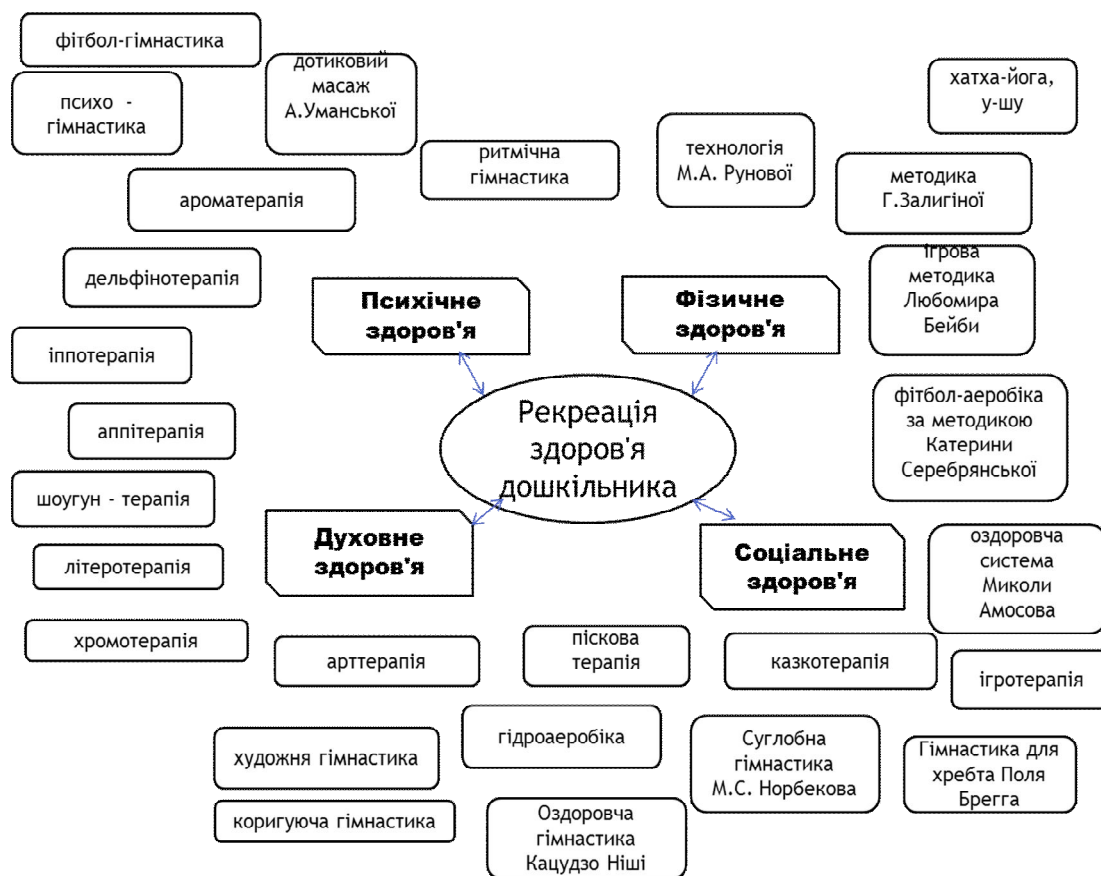 фітбол-гімнастика
дотиковий
масаж
А.Уманської
хатха-йога,
у-шу
психо -
гімнастика
ритмічна
гімнастика
технологія
М.А. Рунової
методика
Г.Залигіної
ароматерапія
ігрова
методика
Любомира
Бейби
дельфінотерапія
Психічне
здоров'я
Фізичне
здоров'я
іппотерапія
аппітерапія
Рекреація
здоров'я
дошкільника
фітбол-аеробіка
за методикою
Катерини
Серебрянської
шоугун - терапія
Духовне
здоров'я
Соціальне
здоров'я
оздоровча
система
Миколи
Амосова
літеротерапія
хромотерапія
арттерапія
піскова
терапія
казкотерапія
ігротерапія
художня гімнастика
гідроаеробіка
Суглобна
гімнастика
М.С. Норбекова
Гімнастика для
хребта Поля
Брегга
коригуюча гімнастика
Оздоровча
гімнастика
Кацудзо Ніші